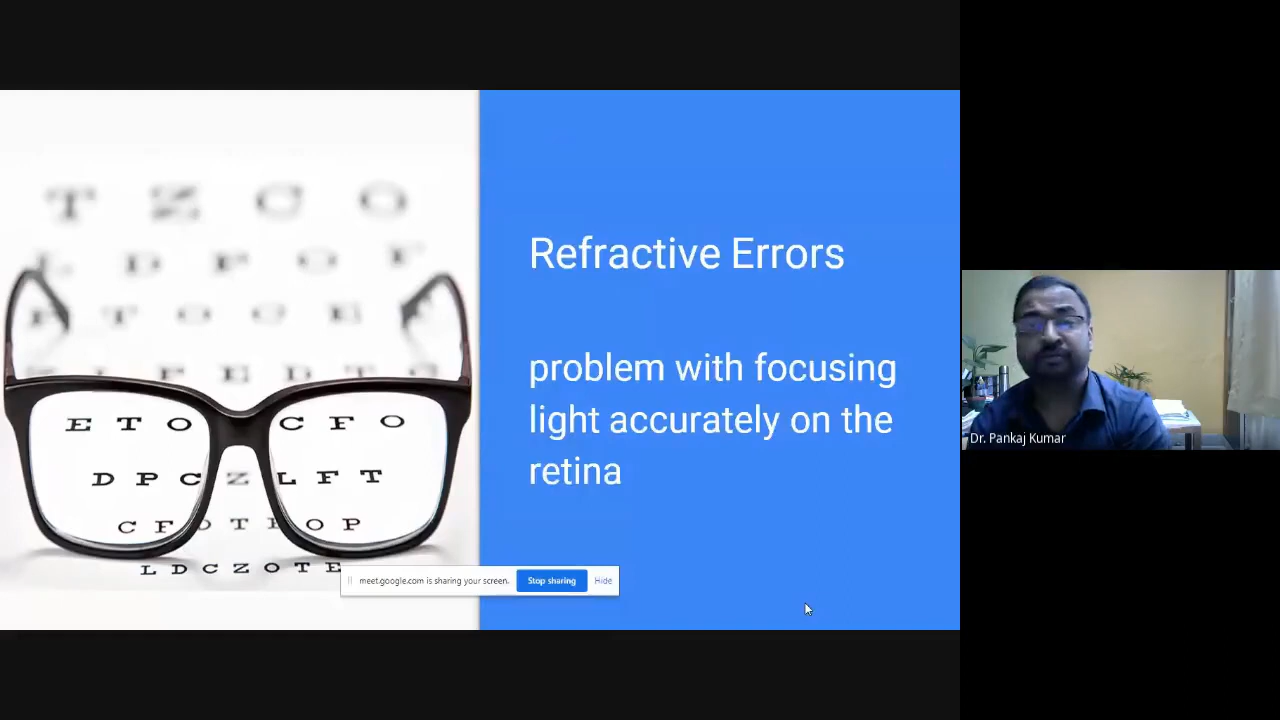 T Z C O
L D P O F
P T O C E
P E D T O
E T O C F O
D P C Z L F T
C F O T E O P
L D C Z O T E
Refractive Errors
problem with focusing
light accurately on the
retina
meet.google.com is sharing your screen. Stop sharing Hide
Dr. Pankaj Kumar